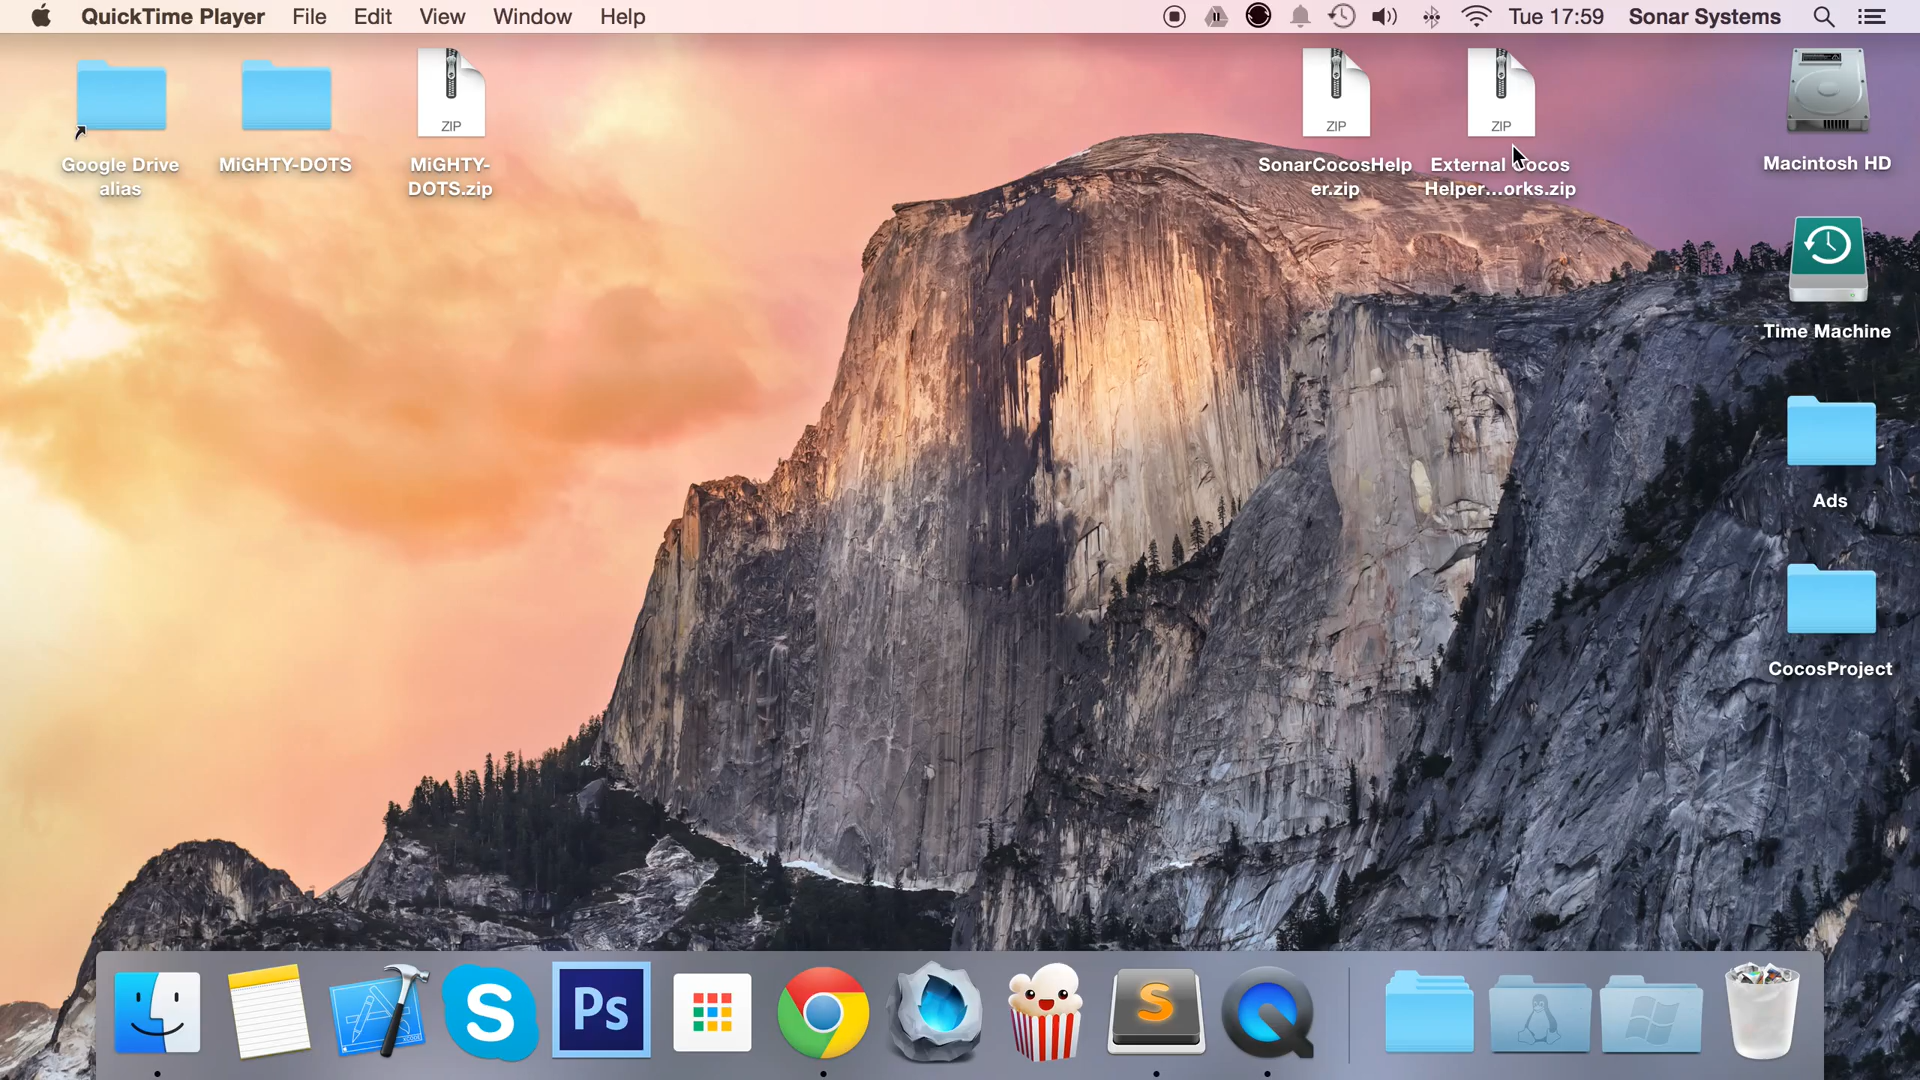 QuickTime Player File Edit View Window Help Tue 17:59 Sonar Systems
ZIP
ZIP
ZIP
Google Drive
alias
MiGHTY-DOTS
MiGHTY-
DOTS.zip
SonarCocosHelp
er.zip
External Cocos
Helper...orks.zip
Macintosh HD
Time Machine
Ads
CocosProject
Ps